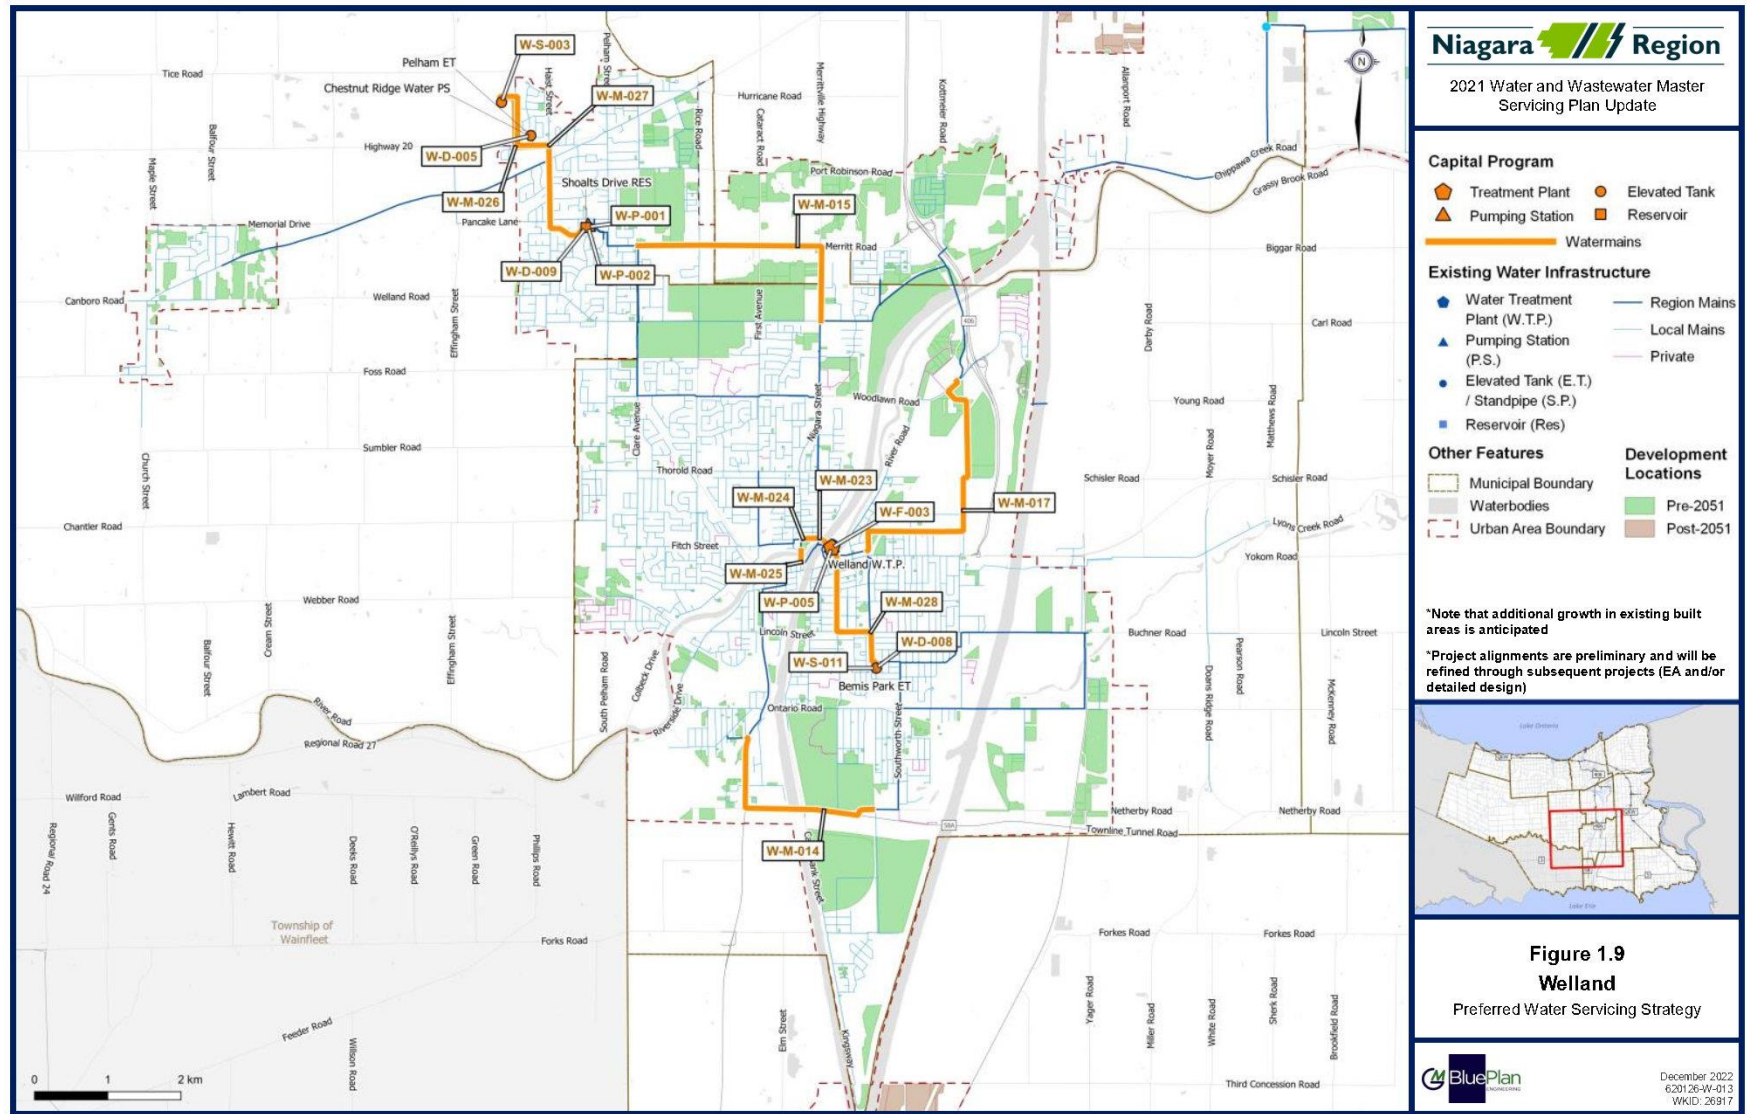 W-S-003
Pelham ET
Tice Road
Chestnut Ridge Water PS
Haist Street
Pelham Street
W-M-027
Hurricane Road
Merrittville Highway
Kottmeier Road
Allanport Road
Rice Road
Cataract Road
Balfour Street
Maple Street
Highway 20
W-D-005
Chippawa Creek Road
Grassy Brook Road
Port Robinson Road
Shoalts Drive RES
W-M-026
W-M-015
W-P-001
Pancake Lane
Memorial Drive
Merritt Road
Biggar Road
W-D-009
W-P-002
Canboro Road
Welland Road
Effingham Street
First Avenue
406
Darby Road
Carl Road
Foss Road
Woodlawn Road
Young Road
Matthews Road
Clare Avenue
Niagara Street
River Road
Moyer Road
Sumbler Road
Church Street
Thorold Road
W-M-023
Schisler Road
Schisler Road
W-M-024
W-F-003
W-M-017
Chantler Road
Lyons Creek Road
Fitch Street
Yokom Road
Welland W.T.P.
W-M-025
W-P-005
W-M-028
Webber Road
Cream Street
Balfour Street
Effingham Street
Lincoln Street
W-D-008
Buchner Road
Lincoln Street
W-S-011
Bemis Park ET
South Pelham Road
Colbeck Drive
Riverside Drive
Pearson Road
Doans Ridge Road
McKenney Road
Ontario Road
Southworth Street
River Road
Regional Road 27
Willford Road
Lambert Road
Netherby Road
Netherby Road
58A
Townline Tunnel Road
Regional Road 24
Gents Road
Hewitt Road
Deeks Road
O'Reillys Road
Green Road
Phillips Road
W-M-014
Township of
Wainfleet
Forks Road
Forkes Road
Forkes Road
Feeder Road
Willson Road
Elm Street
Kingsway
Yager Road
Miller Road
White Road
Sherk Road
Brookfield Road
Third Concession Road
0 1 2 km
N
Niagara Region
2021 Water and Wastewater Master
Servicing Plan Update
Capital Program
Treatment Plant
Elevated Tank
Pumping Station
Reservoir
Watermains
Existing Water Infrastructure
Water Treatment
Plant (W.T.P.)
Region Mains
Pumping Station
(P.S.)
Local Mains
Private
Elevated Tank (E.T.)
/ Standpipe (S.P.)
Reservoir (Res)
Other Features
Municipal Boundary
Waterbodies
Urban Area Boundary
Development
Locations
Pre-2051
Post-2051
*Note that additional growth in existing built
areas is anticipated
*Project alignments are preliminary and will be
refined through subsequent projects (EA and/or
detailed design)
Lake Ontario
Lake Erie
Figure 1.9
Welland
Preferred Water Servicing Strategy
GM BluePlan
ENGINEERING
December 2022
620126-W-013
WKID: 26917